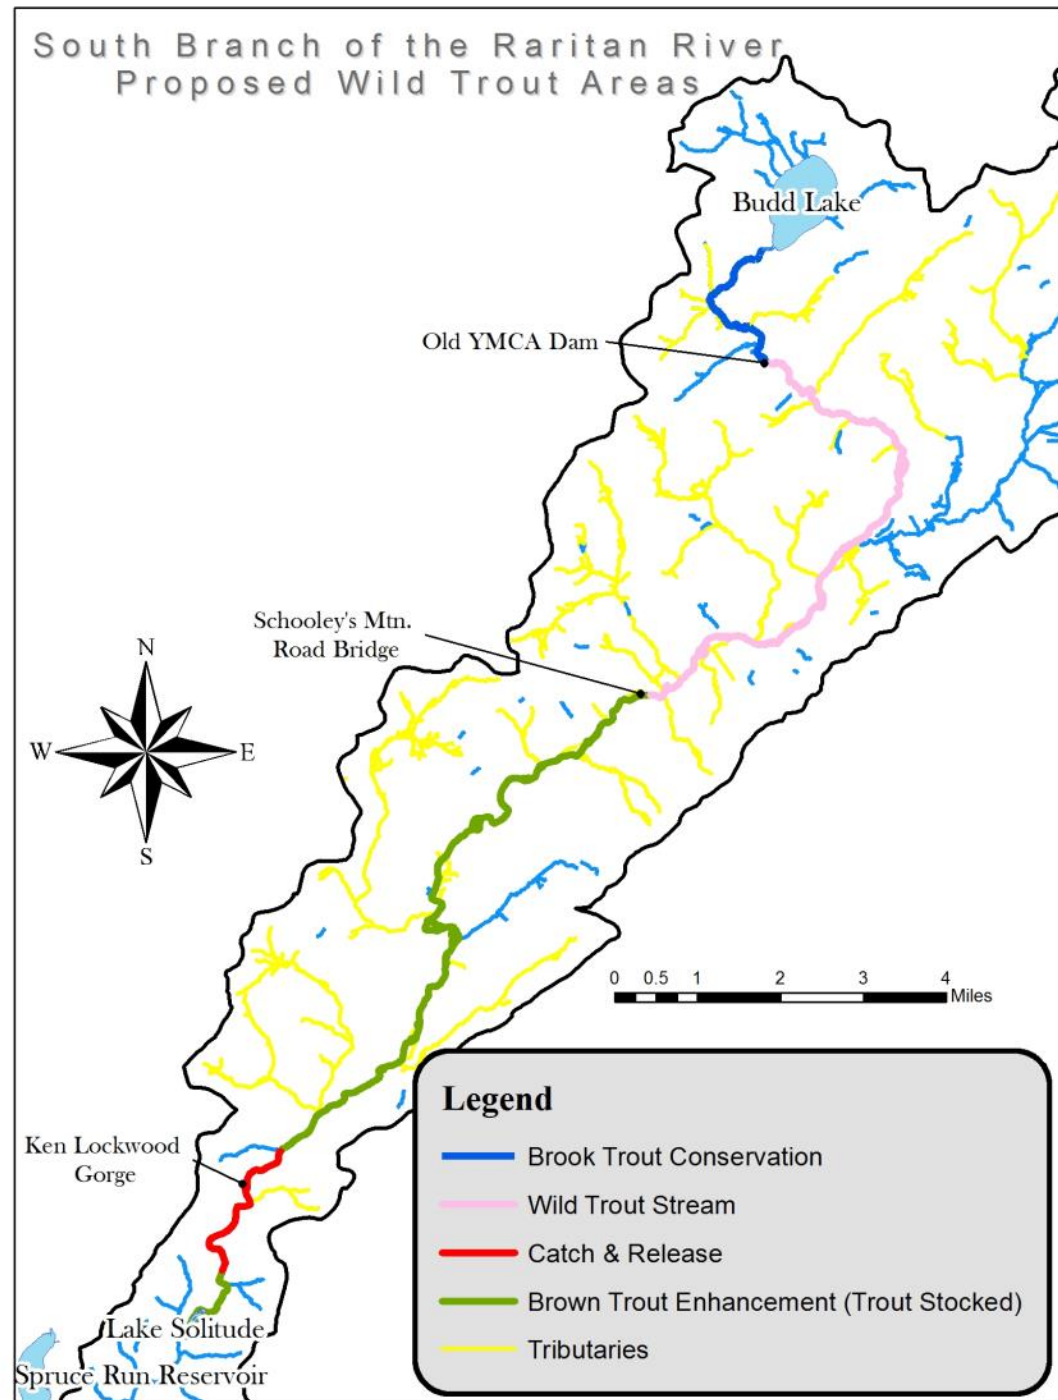 South Branch of the Raritan River
Proposed Wild Trout Areas
Budd Lake
Old YMCA Dam
Schooley's Mtn.
Road Bridge
N
W
E
S
0 0.5 1 2 3 4
Miles
Ken Lockwood
Gorge
Lake Solitude
Spruce Run Reservoir
Legend
Brook Trout Conservation
Wild Trout Stream
Catch & Release
Brown Trout Enhancement (Trout Stocked)
Tributaries